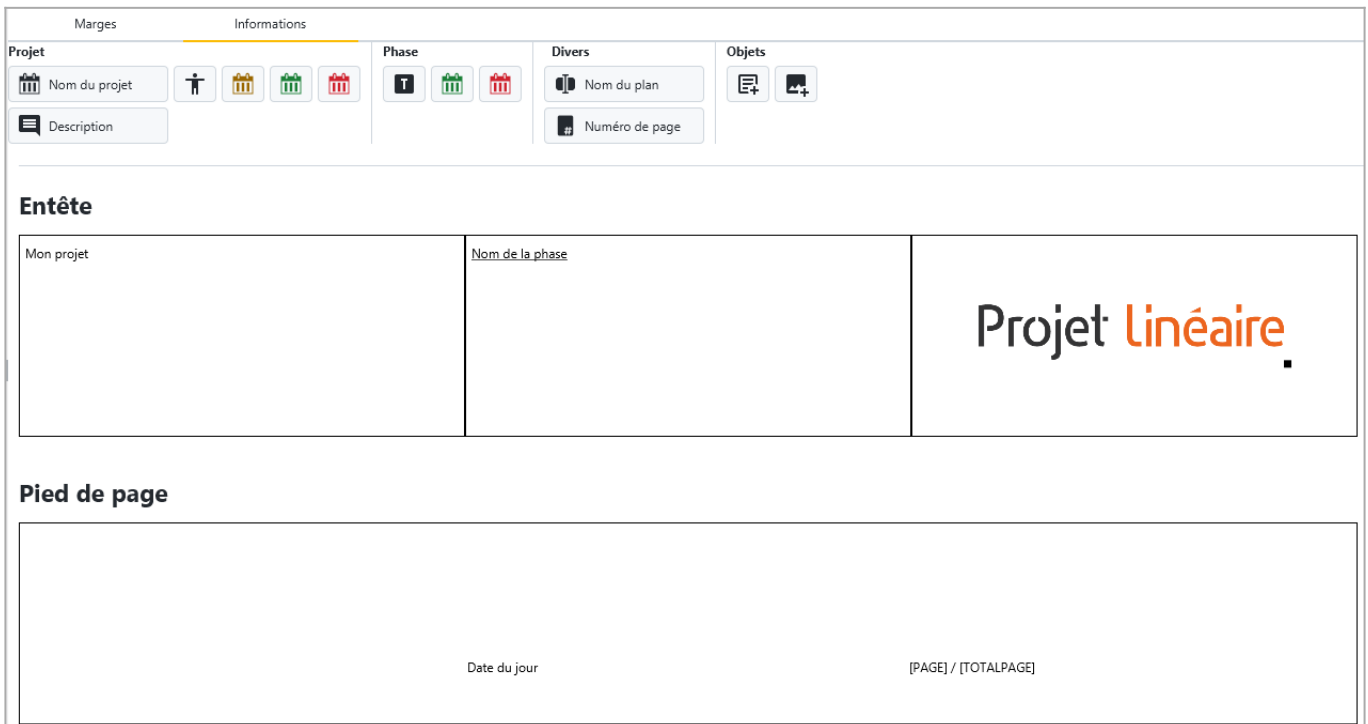 Marges Informations
Projet Phase Divers Objets
Nom du projet T Nom du plan
Description # Numéro de page
Entête
Mon projet Nom de la phase
Projet Linéaire
Pied de page
Date du jour [PAGE] / [TOTALPAGE]